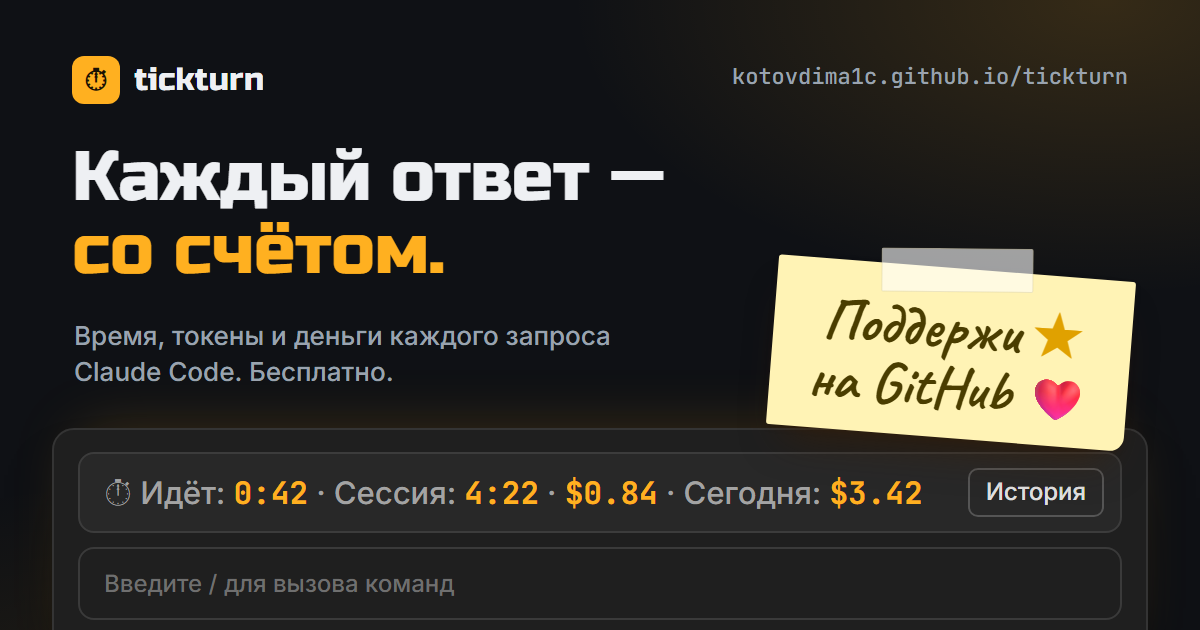 tickturn
kotovdima1c.github.io/tickturn
Каждый ответ —
со счётом.
Время, токены и деньги каждого запроса
Claude Code. Бесплатно.
Поддержи ⭐
на GitHub ❤
⏱ Идёт: 0:42 · Сессия: 4:22 · $0.84 · Сегодня: $3.42
История
Введите / для вызова команд